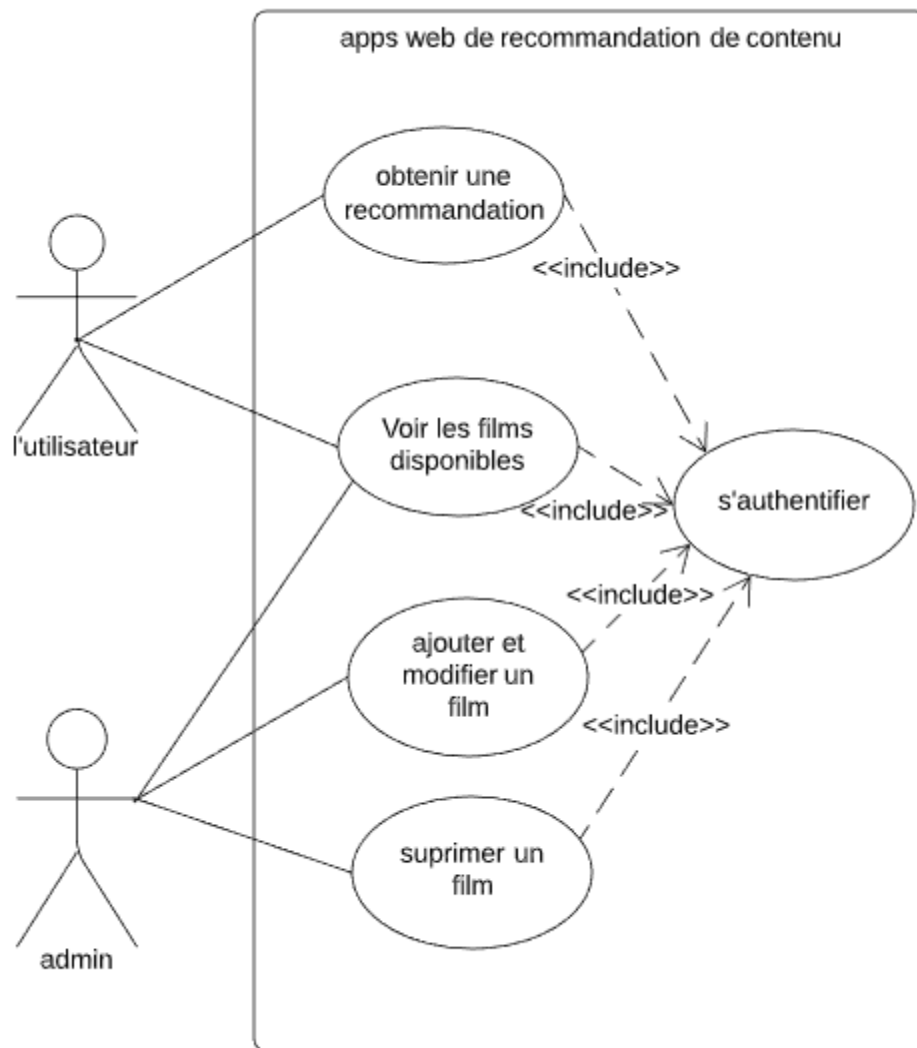 apps web de recommandation de contenu
obtenir une
recommandation
<<include>>
l'utilisateur
Voir les films
disponibles
s'authentifier
<<include>>
<<include>>
ajouter et
modifier un
film
<<include>>
suprimer un
film
admin